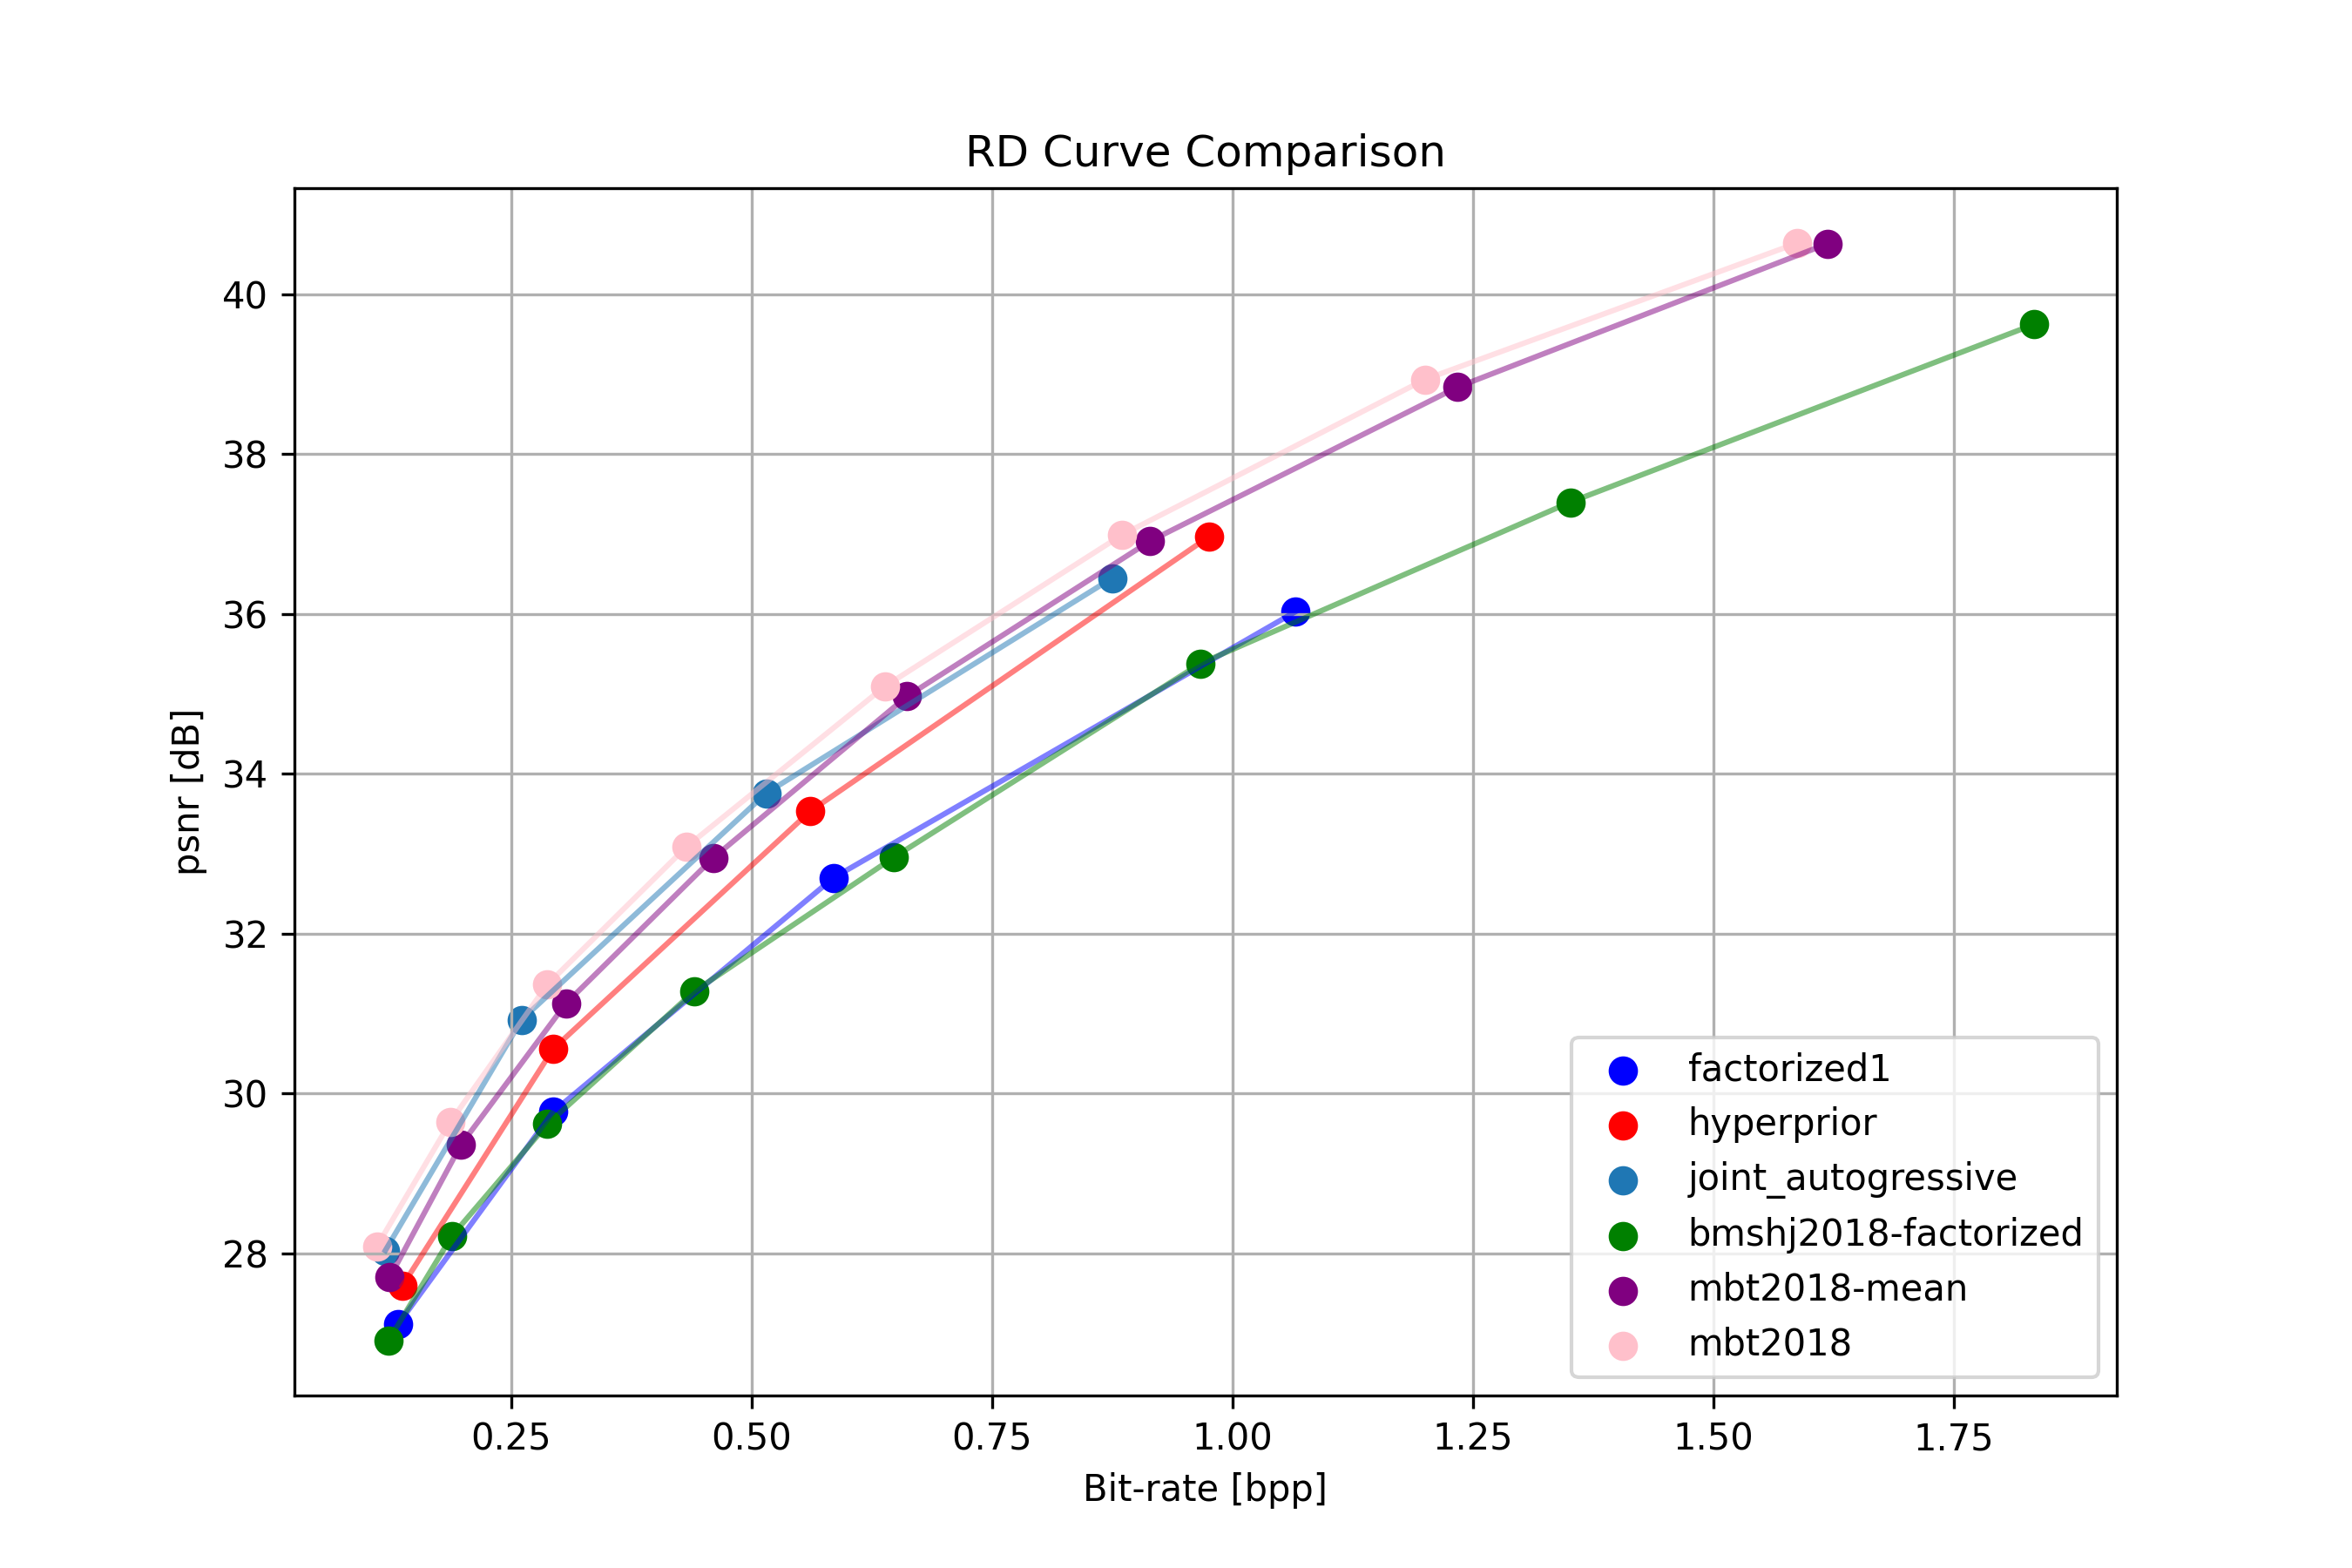 RD Curve Comparison
psnr [dB]
40
38
36
34
32
30
28
0.25 0.50 0.75 1.00 1.25 1.50 1.75
Bit-rate [bpp]
factorized1
hyperprior
joint_autogressive
bmshj2018-factorized
mbt2018-mean
mbt2018